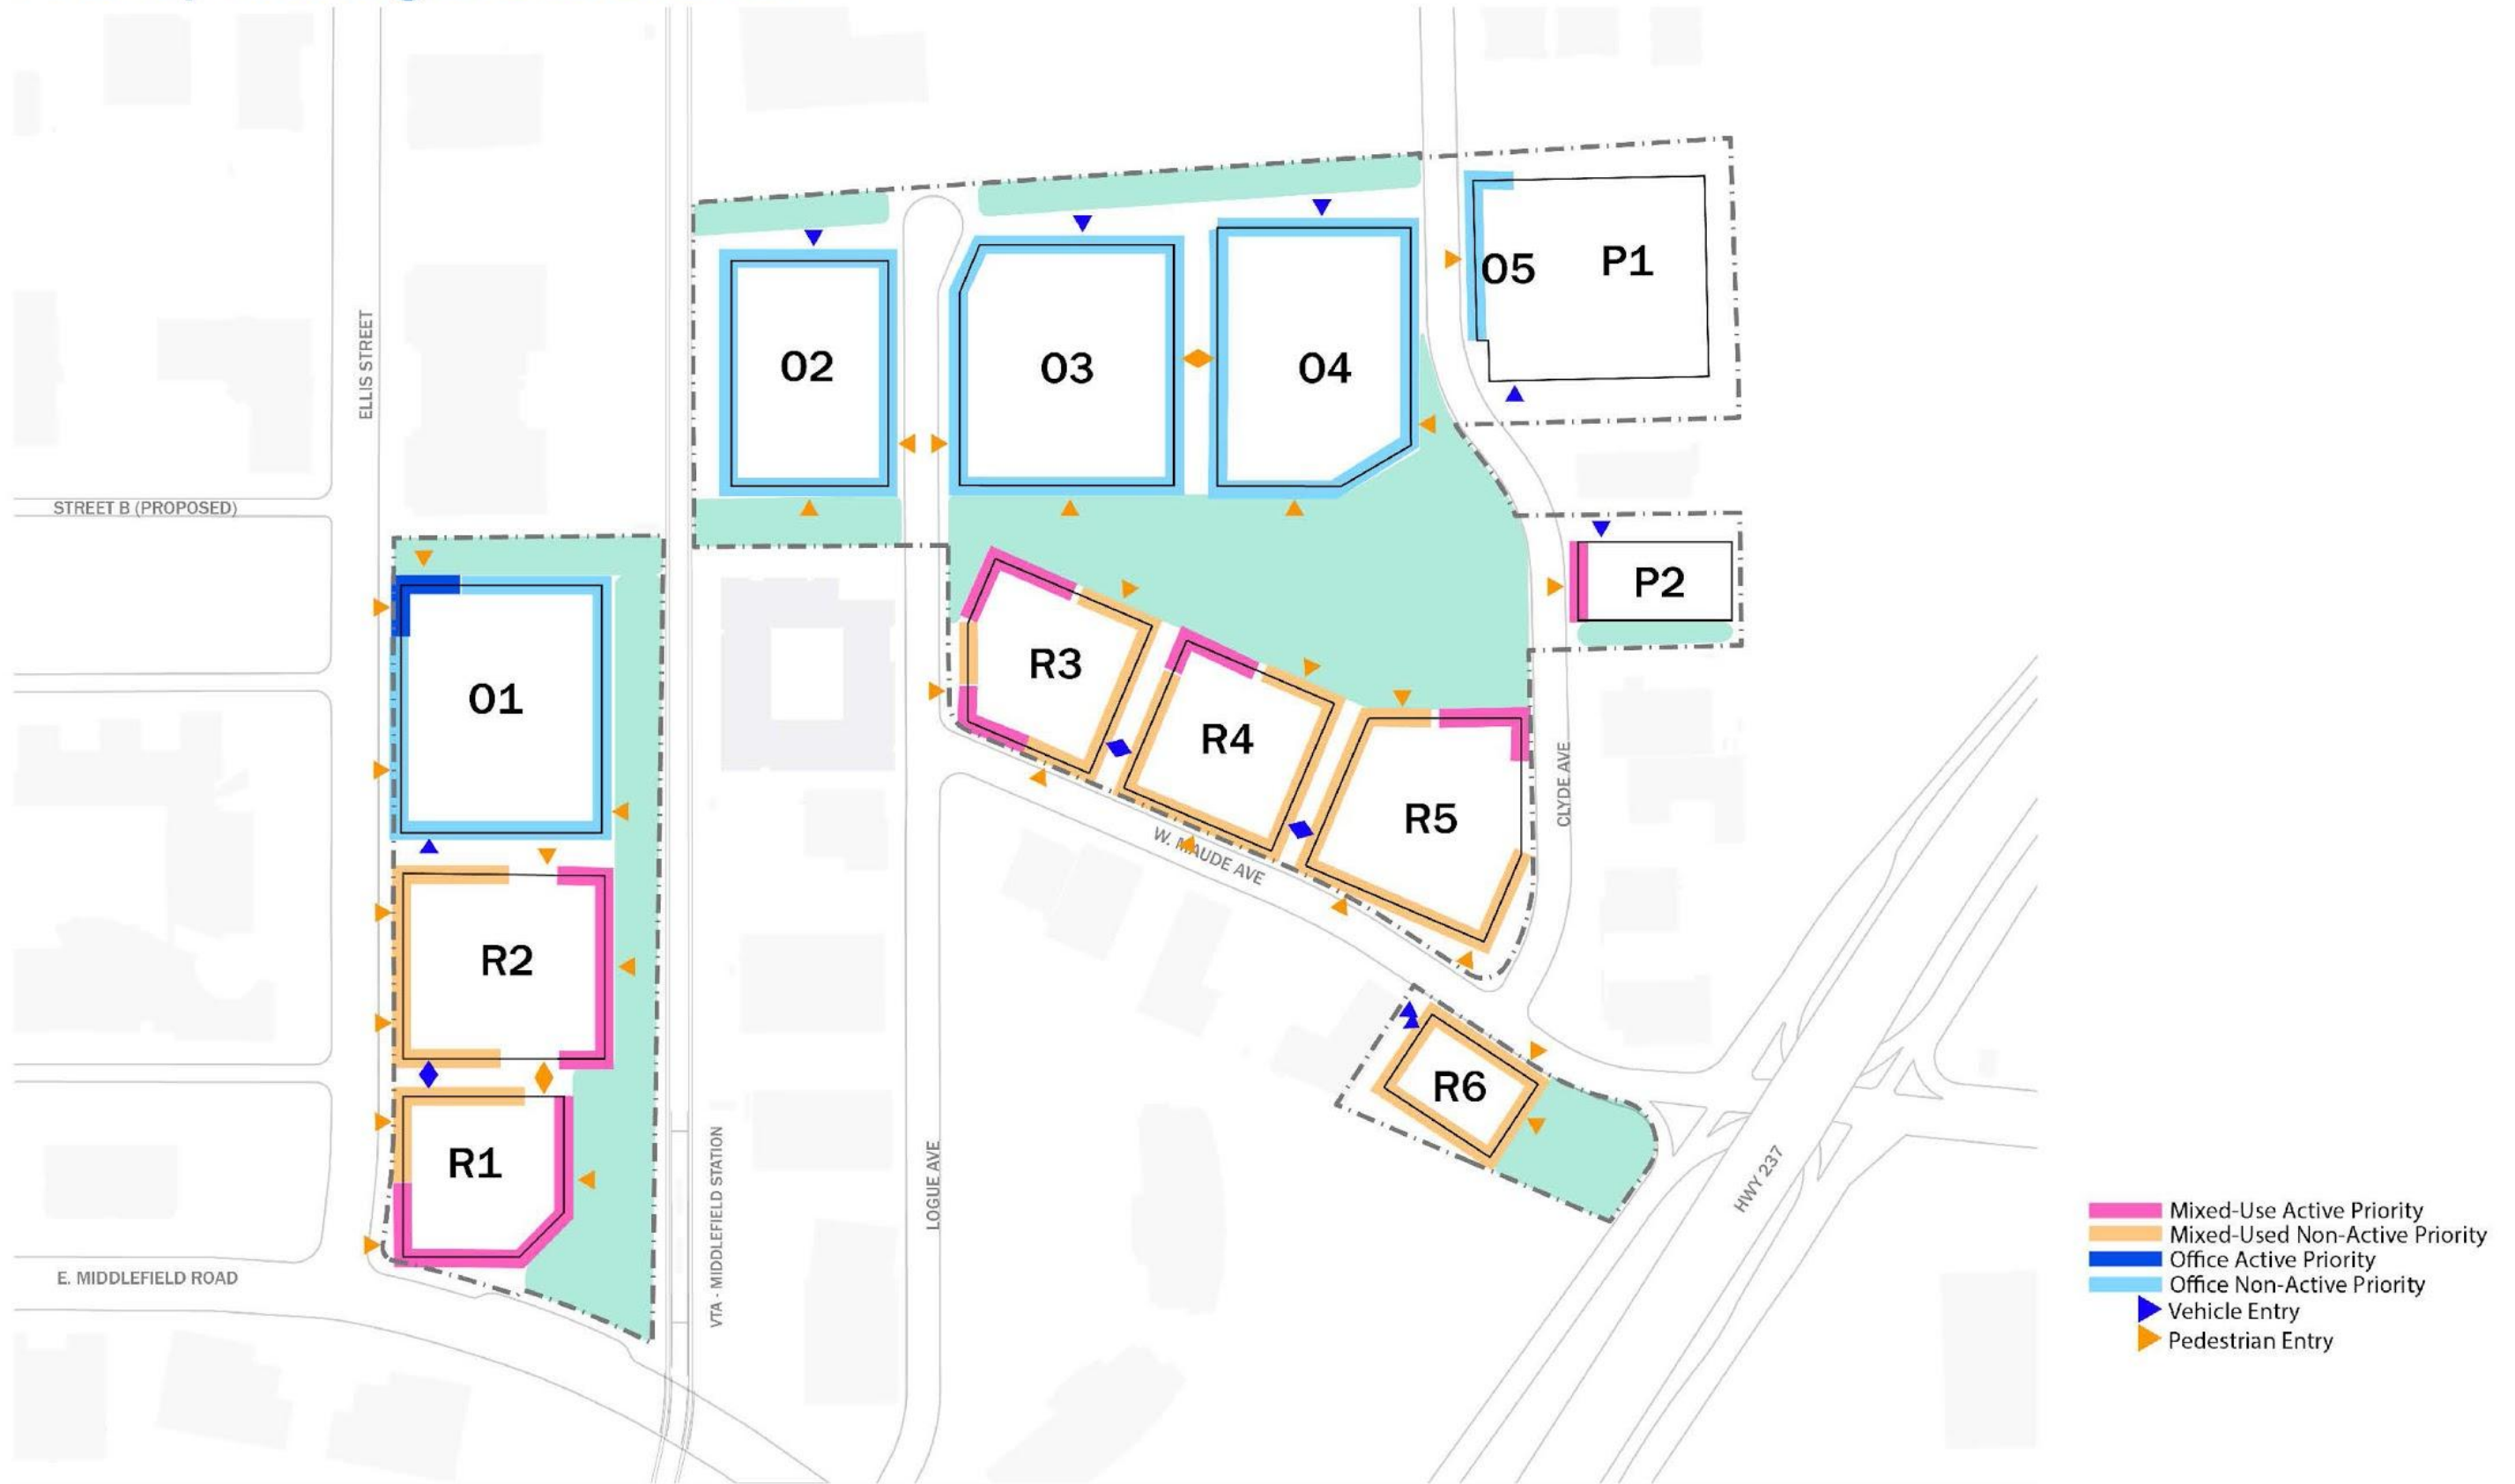 ELLIS STREET
STREET B (PROPOSED)
O2
O3
O4
O5
P1
P2
O1
R3
R4
R5
R2
R1
R6
W. MAUDE AVE
CLYDE AVE
E. MIDDLEFIELD ROAD
VTA - MIDDLEFIELD STATION
LOGUE AVE
HWY 237
Mixed-Use Active Priority
Mixed-Used Non-Active Priority
Office Active Priority
Office Non-Active Priority
Vehicle Entry
Pedestrian Entry